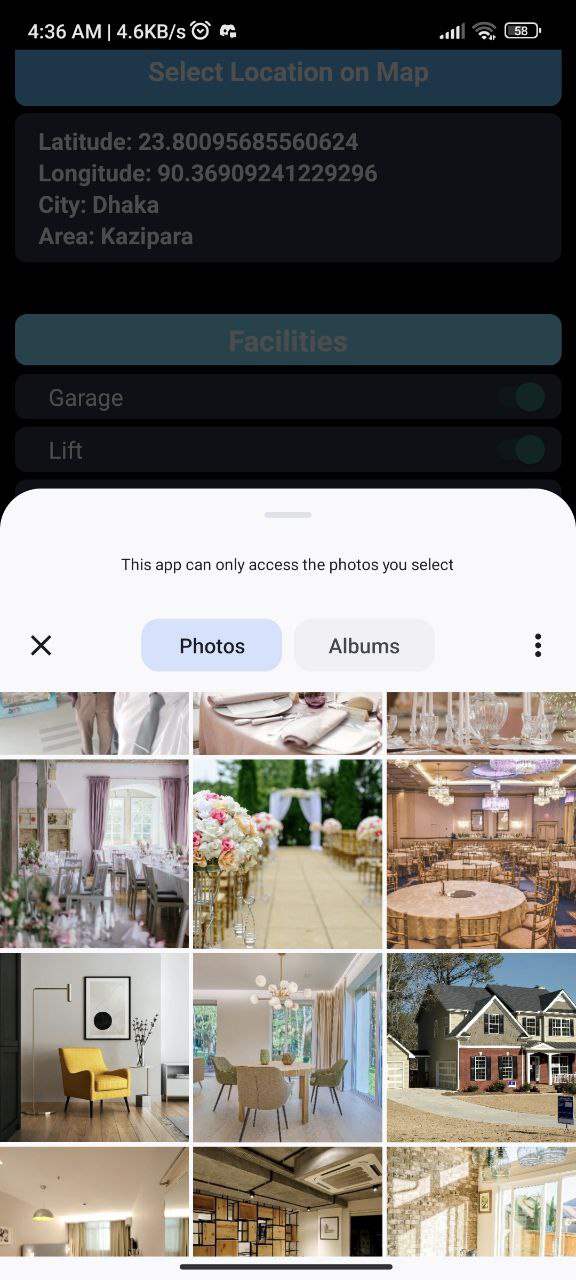 4:36 AM | 4.6KB/s
58
Select Location on Map
Latitude: 23.80095685560624
Longitude: 90.36909241229296
City: Dhaka
Area: Kazipara
Facilities
Garage
Lift
This app can only access the photos you select
Photos
Albums